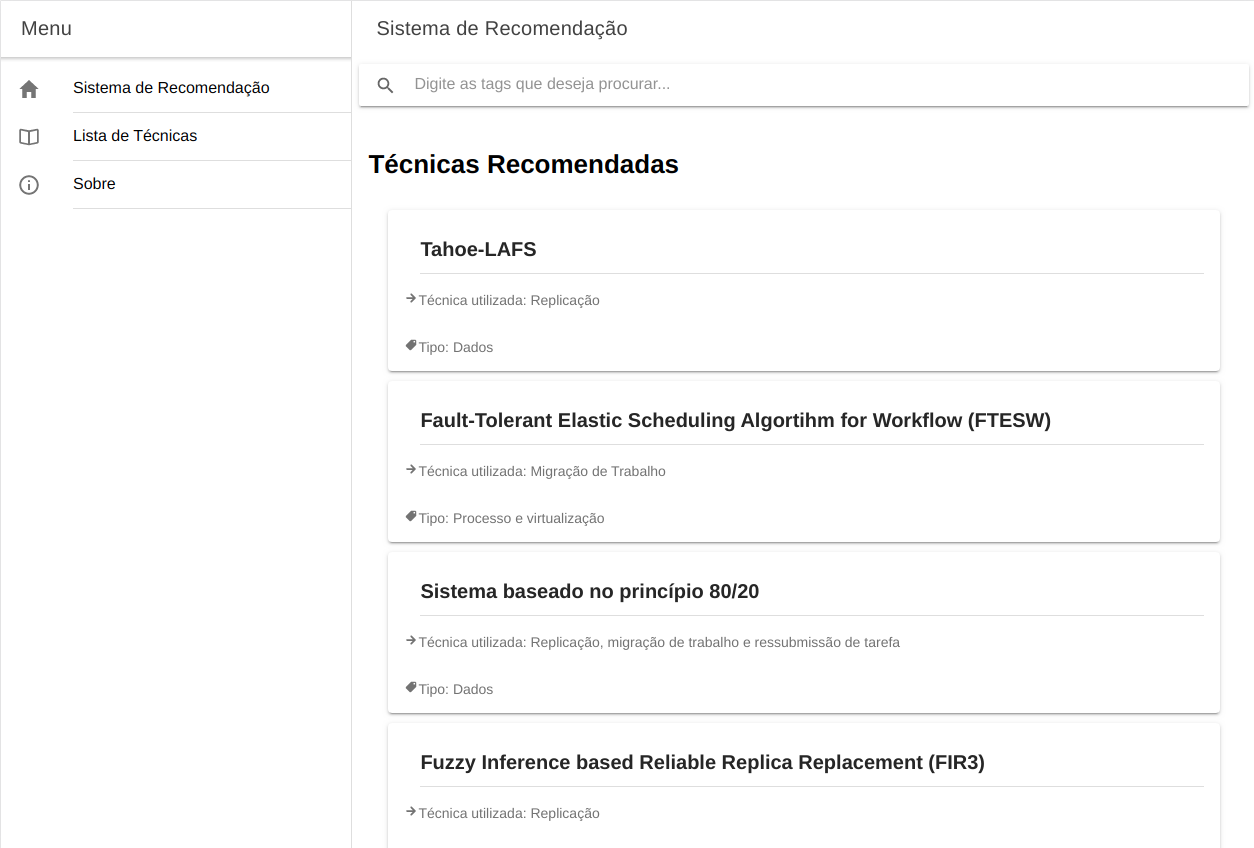 Menu
Sistema de Recomendação
Lista de Técnicas
Sobre
Sistema de Recomendação
Digite as tags que deseja procurar...
Técnicas Recomendadas
Tahoe-LAFS
Técnica utilizada: Replicação
Tipo: Dados
Fault-Tolerant Elastic Scheduling Algortihm for Workflow (FTESW)
Técnica utilizada: Migração de Trabalho
Tipo: Processo e virtualização
Sistema baseado no princípio 80/20
Técnica utilizada: Replicação, migração de trabalho e ressubmissão de tarefa
Tipo: Dados
Fuzzy Inference based Reliable Replica Replacement (FIR3)
Técnica utilizada: Replicação